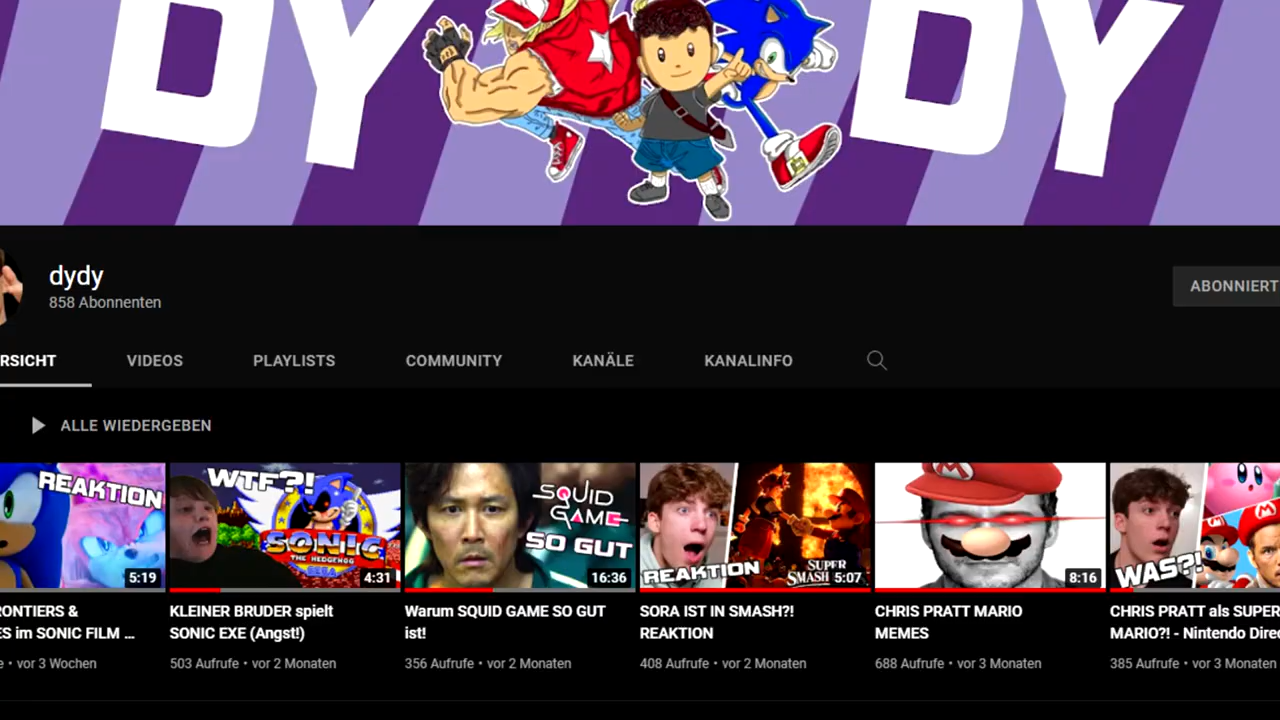 DY DY
dydy
858 Abonnenten
ABONNIERT
RSICHT VIDEOS PLAYLISTS COMMUNITY KANÄLE KANALINFO
ALLE WIEDERGEBEN
REAKTION
5:19
WTF?!
SONIC
THE HEDGEHOG
SEGA
4:31
SQUID
GAME
SO GUT
16:36
REAKTION
SUPER
SMASH
5:07
M
8:16
WAS?!
RONTIERS &
ES im SONIC FILM ...
e • vor 3 Wochen
KLEINER BRUDER spielt
SONIC EXE (Angst!)
503 Aufrufe • vor 2 Monaten
Warum SQUID GAME SO GUT
ist!
356 Aufrufe • vor 2 Monaten
SORA IST IN SMASH?!
REAKTION
408 Aufrufe • vor 2 Monaten
CHRIS PRATT MARIO
MEMES
688 Aufrufe • vor 3 Monaten
CHRIS PRATT als SUPER
MARIO?! - Nintendo Direc
385 Aufrufe • vor 3 Monaten